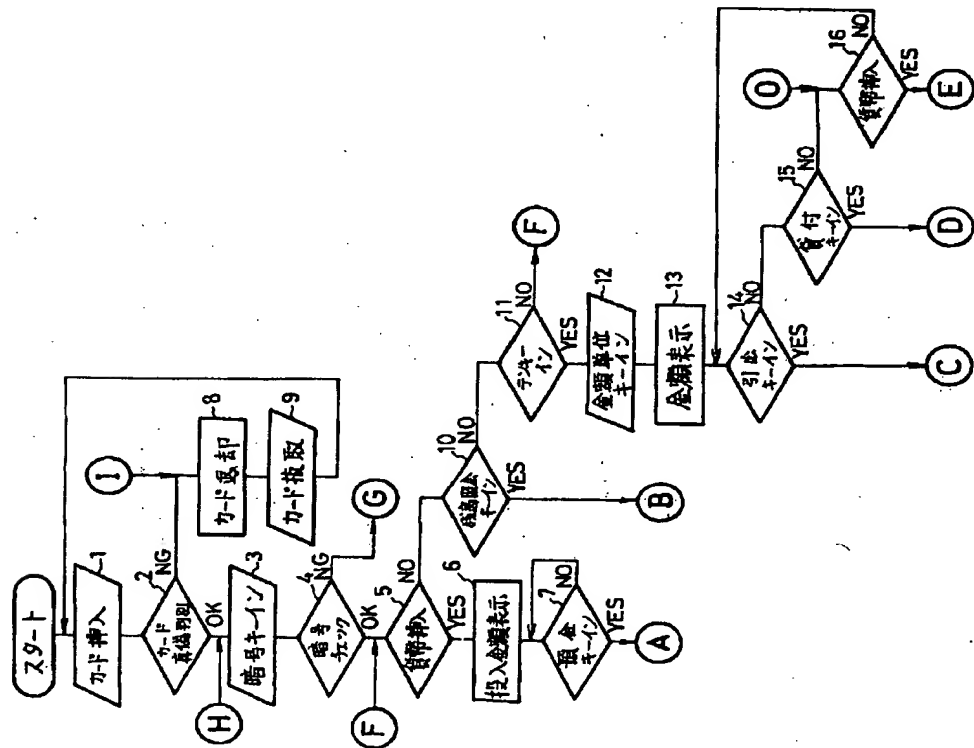 スタート
カード挿入
1
カード
真偽判別
2
NG
OK
I
カード返却
8
カード抜取
9
H
暗号キーイン
3
暗号
チェック
4
NG
OK
G
F
貨幣挿入
5
NO
YES
投入金額表示
6
預金
キーイン
7
NO
YES
A
残高照会
キーイン
10
NO
YES
B
テンキー
イン
11
NO
YES
F
金額単位
キーイン
12
金額表示
13
引出
キーイン
14
NO
YES
C
貸付
キーイン
15
NO
YES
D
O
貨幣挿入
16
NO
YES
E